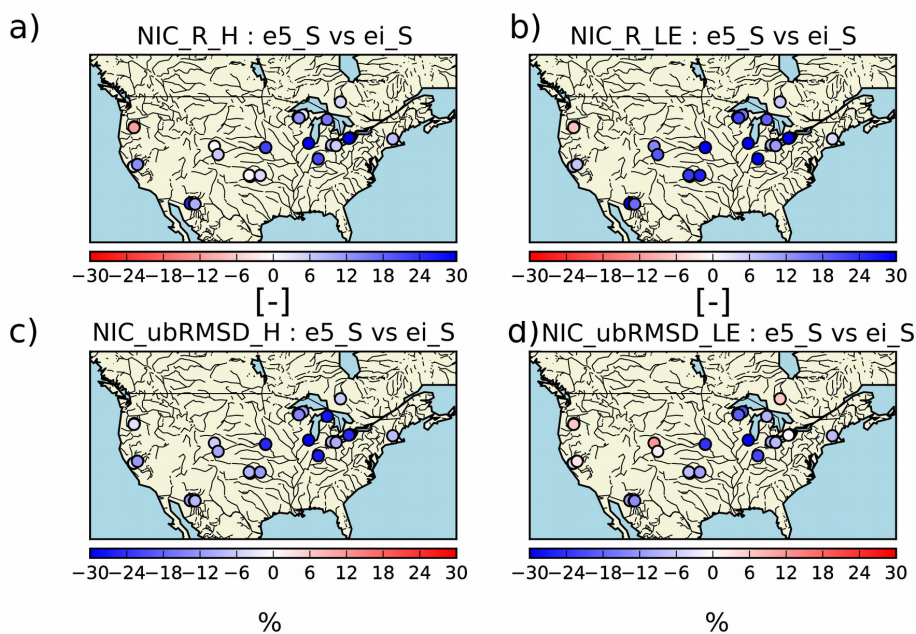 a)
NIC_R_H : e5_S vs ei_S
−30−24−18−12 −6 0 6 12 18 24 30
[-]
b)
NIC_R_LE : e5_S vs ei_S
−30−24−18−12 −6 0 6 12 18 24 30
[-]
c)
NIC_ubRMSD_H : e5_S vs ei_S
−30−24−18−12 −6 0 6 12 18 24 30
%
d)
NIC_ubRMSD_LE : e5_S vs ei_S
−30−24−18−12 −6 0 6 12 18 24 30
%